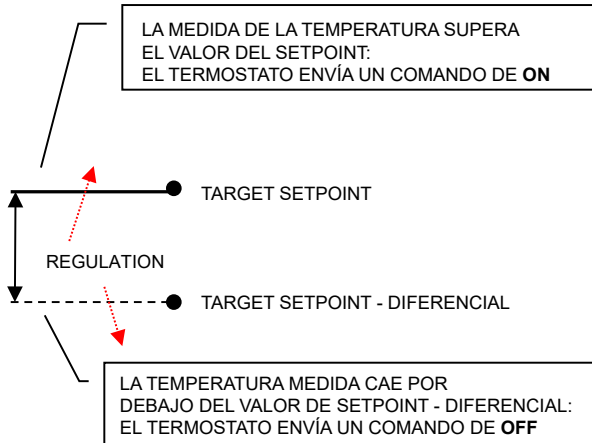 LA MEDIDA DE LA TEMPERATURA SUPERA
EL VALOR DEL SETPOINT:
EL TERMOSTATO ENVÍA UN COMANDO DE ON
TARGET SETPOINT
REGULATION
TARGET SETPOINT - DIFERENCIAL
LA TEMPERATURA MEDIDA CAE POR
DEBAJO DEL VALOR DE SETPOINT - DIFERENCIAL:
EL TERMOSTATO ENVÍA UN COMANDO DE OFF